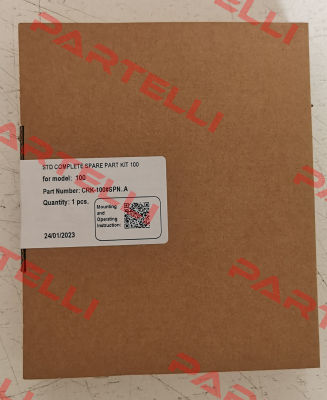 PARTELLI
STD COMPLETE SPARE PART KIT 100
for model: 100
Part Number: CRK-100#SPN..A
Quantity: 1 pcs.
Mounting
and
Operating
Instruction:
24/01/2023
PARTELLI
PARTELLI
PARTELLI